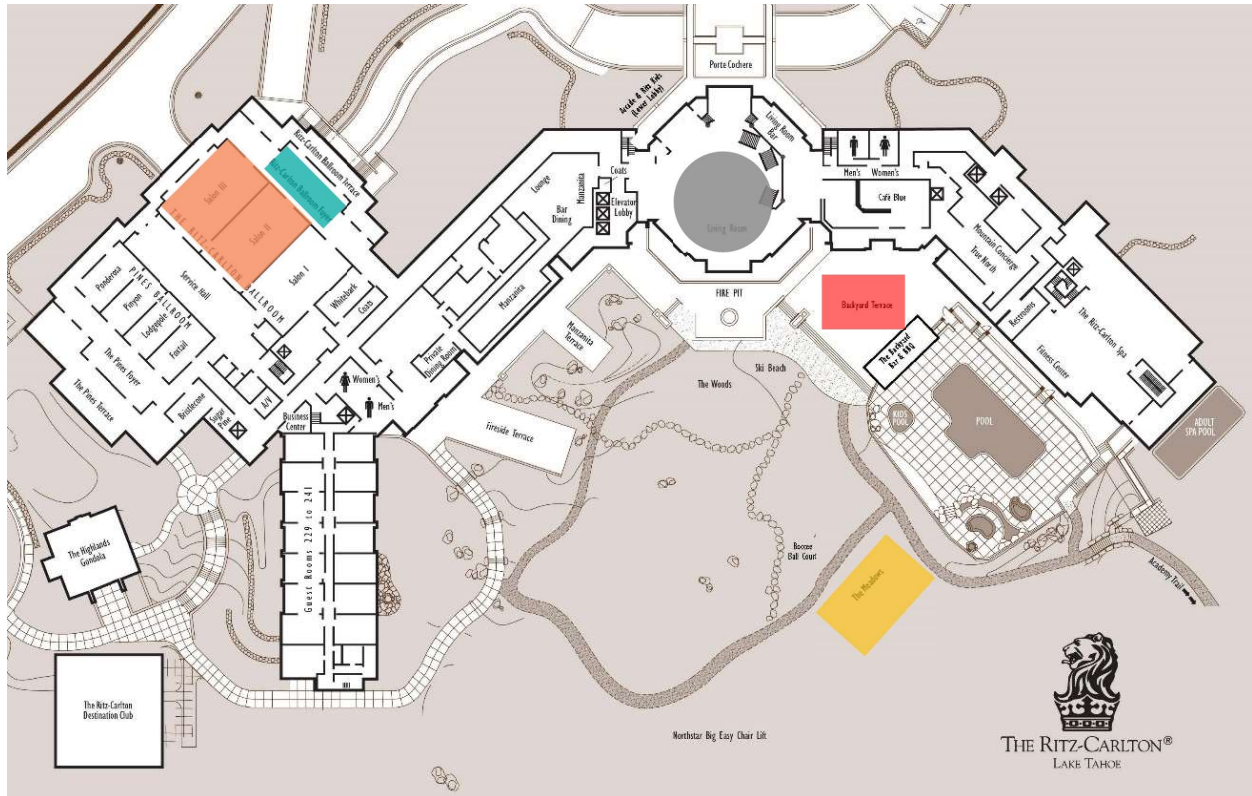 Porte Cochere
Arcade & Ritz Kids
(Lower Lobby)
Living Room
Bar
Ritz-Carlton Ballroom Terrace
Ritz-Carlton Ballroom Foyer
Salon III
Salon II
Salon
THE RITZ-CARLTON BALLROOM
Lounge
Manzanita
Coats
Elevator
Lobby
Bar
Dining
Men's
Women's
Café Blue
Living Room
Mountain Concierge
True North
Ponderosa
PINES BALLROOM
Pinyon
Lodgepole
Foxtail
Service Hall
Whitebark
Coats
Manzanita
FIRE PIT
Backyard Terrace
The Backyard
Bar & BBQ
Restrooms
The Ritz-Carlton Spa
Fitness Center
Manzanita
Terrace
Private
Dining Room
The Pines Foyer
The Pines Terrace
Bristlecone
Sugar
Pine
A/V
Women's
Men's
Business
Center
Ski Beach
The Woods
KIDS
POOL
POOL
ADULT
SPA POOL
Fireside Terrace
Guest Rooms 229 to 241
The Highlands
Gondola
Boccee
Ball Court
The Meadows
Academy Trail
The Ritz-Carlton
Destination Club
Northstar Big Easy Chair Lift
THE RITZ-CARLTON®
LAKE TAHOE